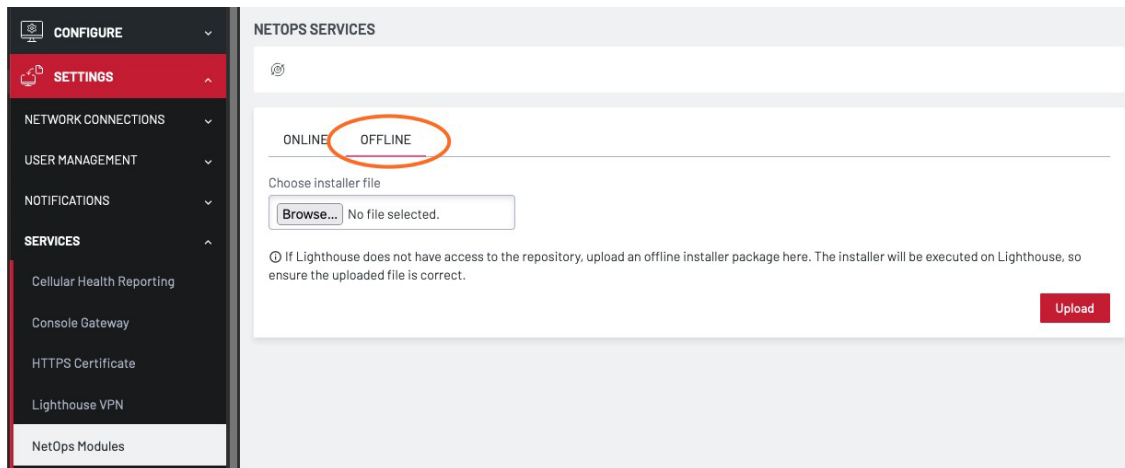 CONFIGURE
SETTINGS
NETWORK CONNECTIONS
USER MANAGEMENT
NOTIFICATIONS
SERVICES
Cellular Health Reporting
Console Gateway
HTTPS Certificate
Lighthouse VPN
NetOps Modules
NETOPS SERVICES
ONLINE OFFLINE
Choose installer file
Browse... No file selected.
If Lighthouse does not have access to the repository, upload an offline installer package here. The installer will be executed on Lighthouse, so
ensure the uploaded file is correct.
Upload